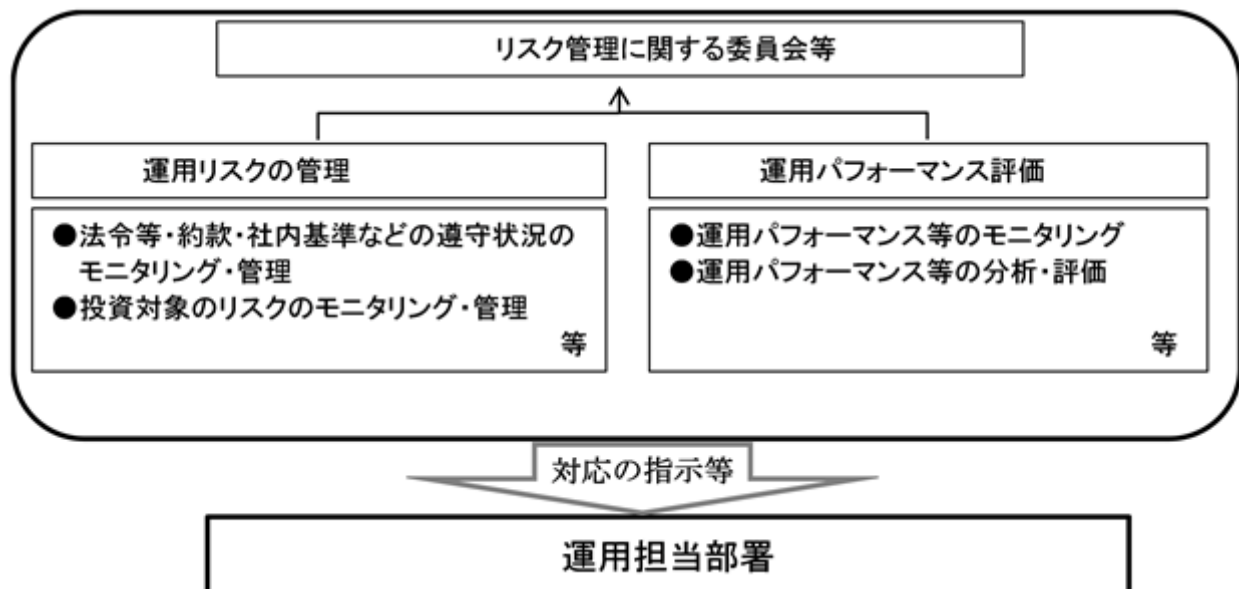 リスク管理に関する委員会等
運用リスクの管理
●法令等・約款・社内基準などの遵守状況の
モニタリング・管理
●投資対象のリスクのモニタリング・管理
等
運用パフォーマンス評価
●運用パフォーマンス等のモニタリング
●運用パフォーマンス等の分析・評価
等
対応の指示等
運用担当部署